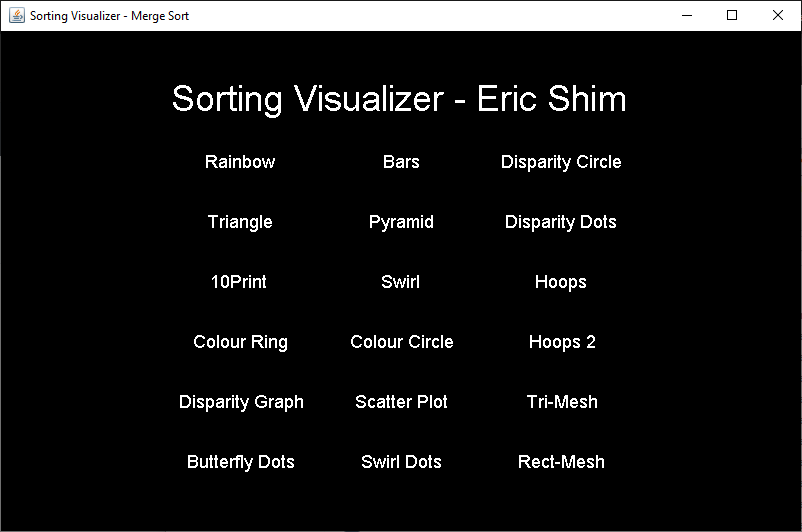 Sorting Visualizer - Merge Sort
Sorting Visualizer - Eric Shim
Rainbow Bars Disparity Circle
Triangle Pyramid Disparity Dots
10Print Swirl Hoops
Colour Ring Colour Circle Hoops 2
Disparity Graph Scatter Plot Tri-Mesh
Butterfly Dots Swirl Dots Rect-Mesh